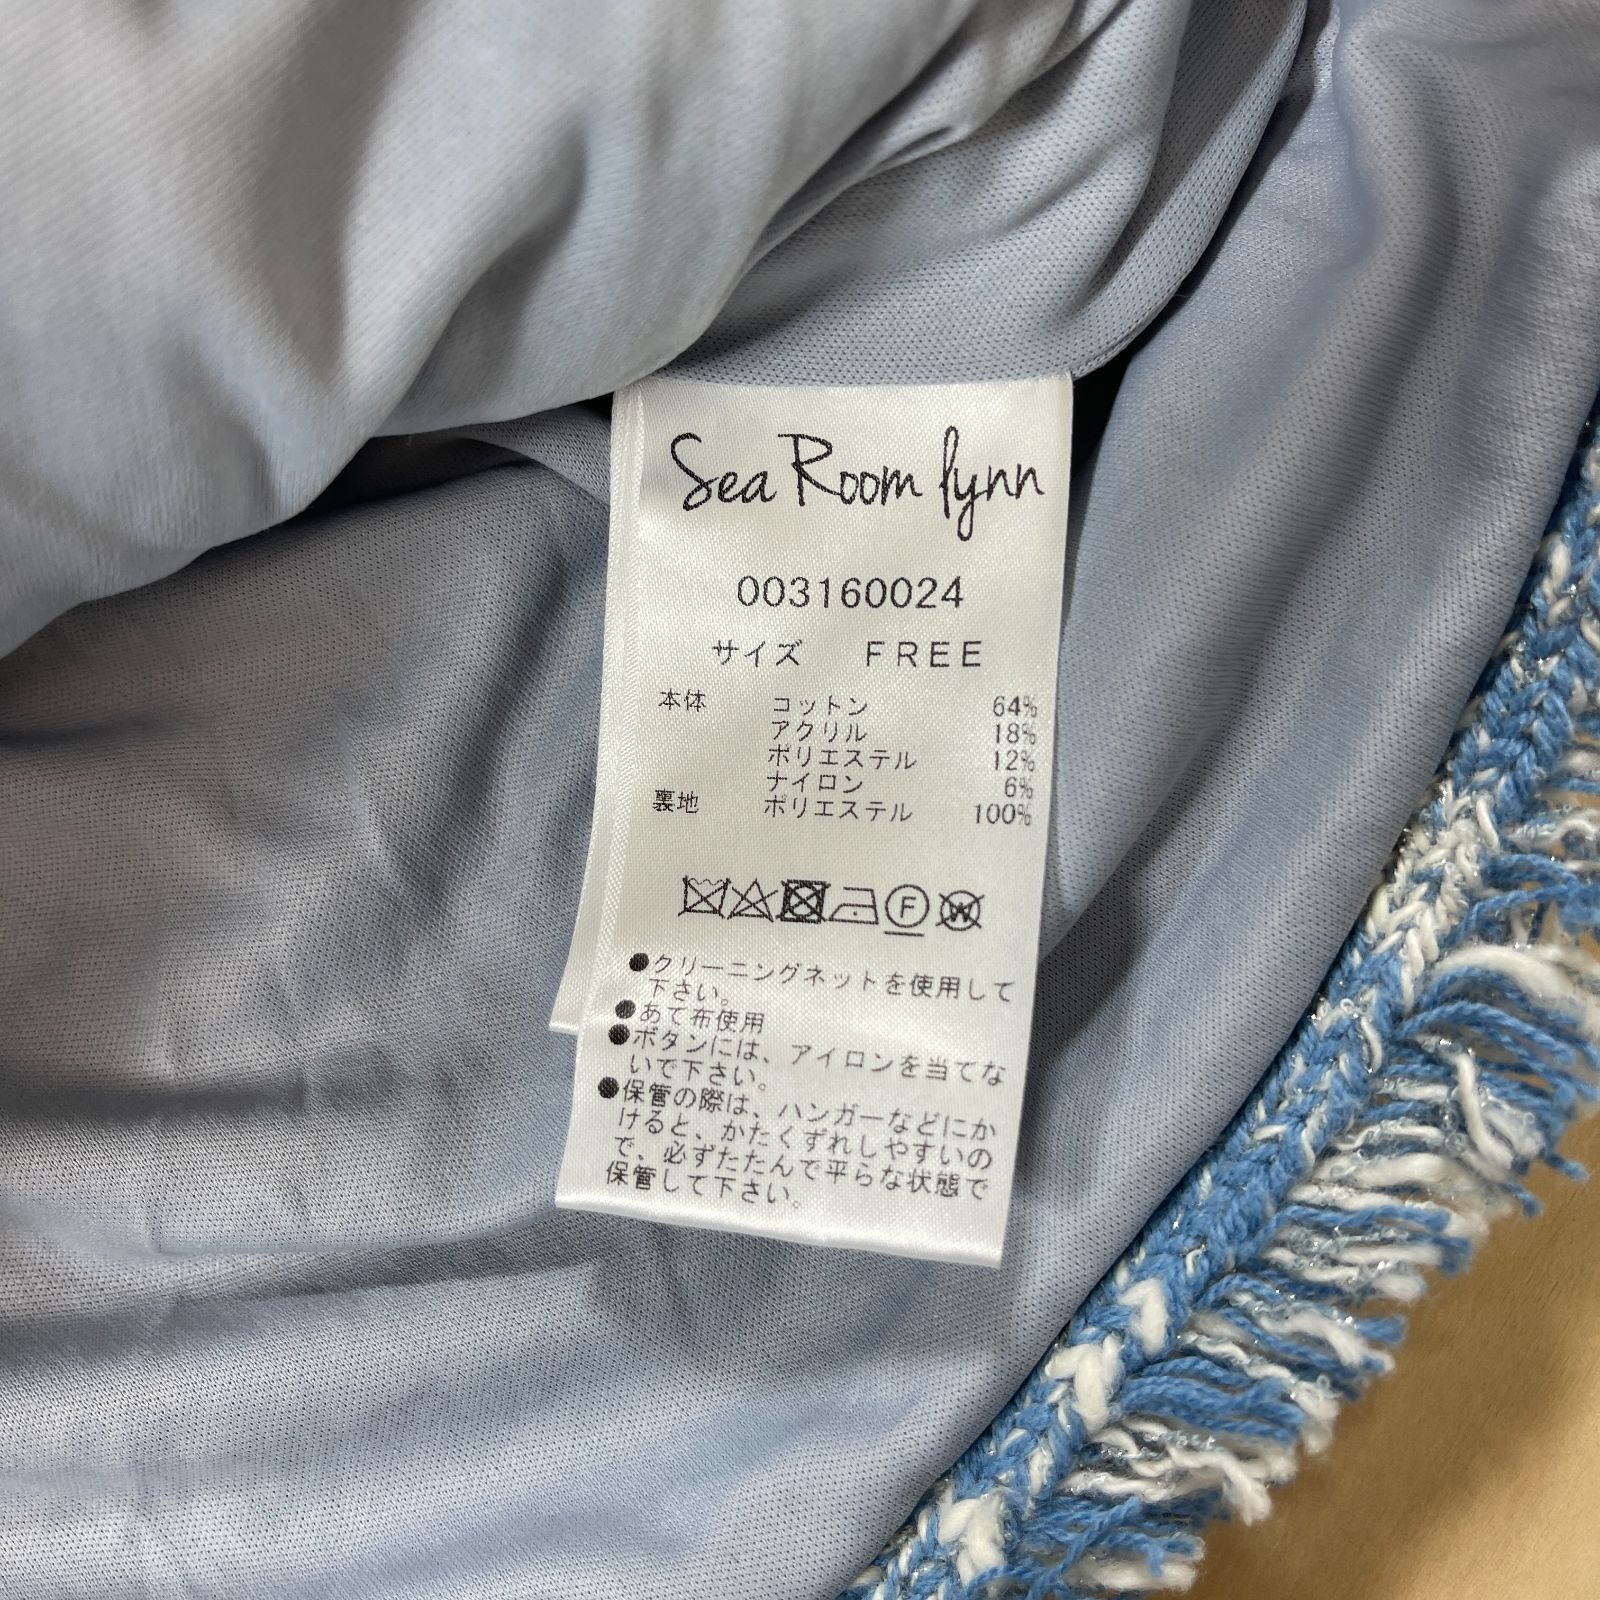 Sea Room lynn
003160024
サイズ FREE
本体 コットン 64%
アクリル 18%
ポリエステル 12%
ナイロン 6%
裏地 ポリエステル 100%
F W
●クリーニングネットを使用して
下さい。
●あて布使用
●ボタンには、アイロンを当てな
いで下さい。
●保管の際は、ハンガーなどにか
けると、かたくずれしやすいの
で、必ずたたんで平らな状態で
保管して下さい。